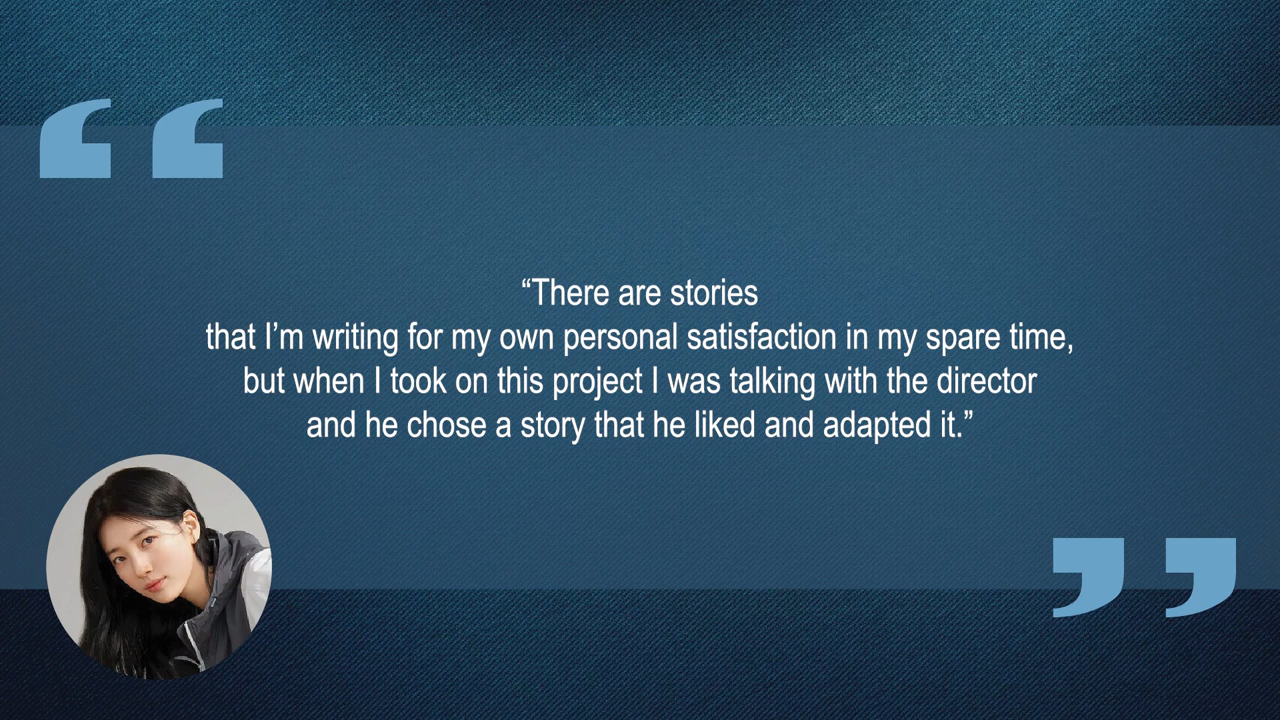 “There are stories
that I’m writing for my own personal satisfaction in my spare time,
but when I took on this project I was talking with the director
and he chose a story that he liked and adapted it.”